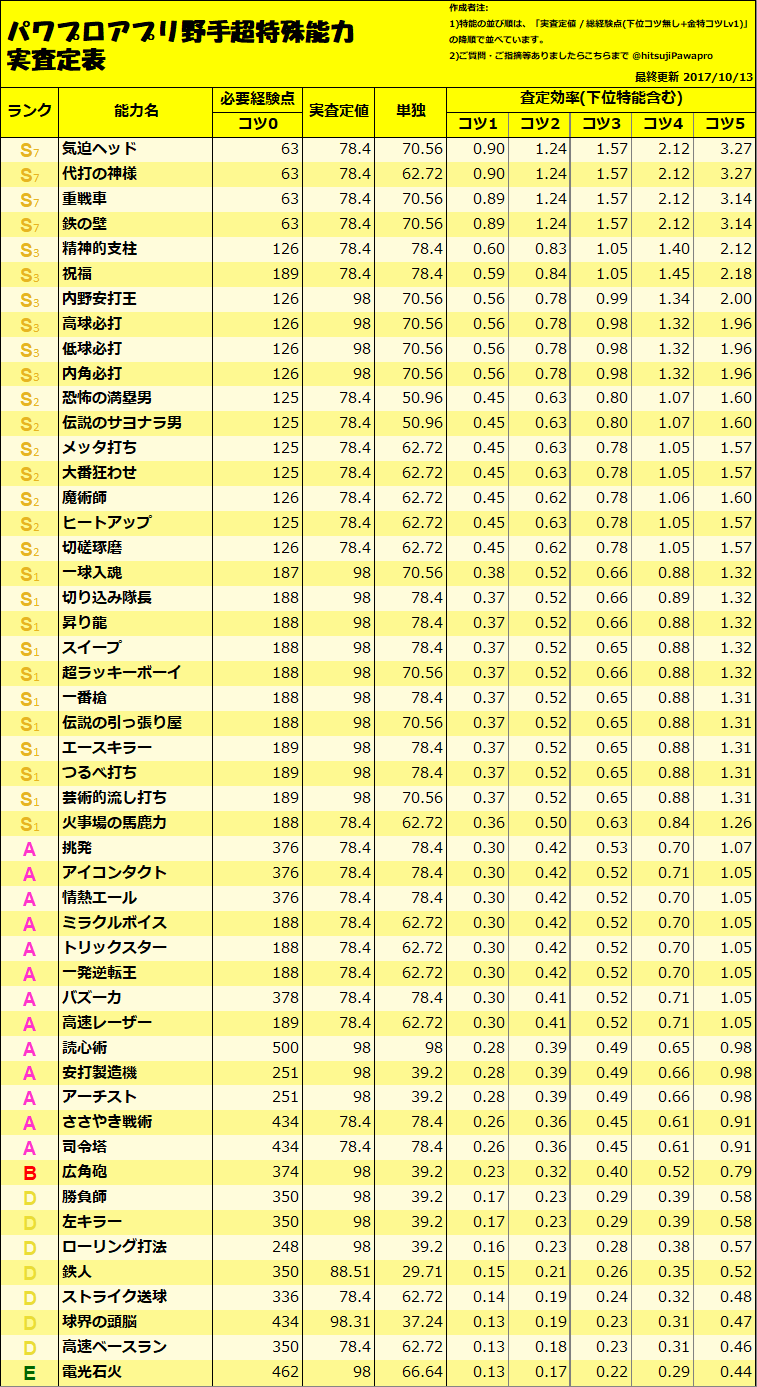 パワプロアプリ野手超特殊能力
実査定表
作成者注:
1)特能の並び順は、「実査定値 / 総経験点(下位コツ無し+金特コツLv1)」
の降順で並べています。
2)ご質問・ご指摘等ありましたらこちらまで @hitsujiPawapro
最終更新 2017/10/13
ランク 能力名 必要経験点 実査定値 単独 査定効率(下位特能含む)
コツ0 コツ1 コツ2 コツ3 コツ4 コツ5
S7 気迫ヘッド 63 78.4 70.56 0.90 1.24 1.57 2.12 3.27
S7 代打の神様 63 78.4 62.72 0.90 1.24 1.57 2.12 3.27
S7 重戦車 63 78.4 70.56 0.89 1.24 1.57 2.12 3.14
S7 鉄の壁 63 78.4 70.56 0.89 1.24 1.57 2.12 3.14
S3 精神的支柱 126 78.4 78.4 0.60 0.83 1.05 1.40 2.12
S3 祝福 189 78.4 78.4 0.59 0.84 1.05 1.45 2.18
S3 内野安打王 126 98 70.56 0.56 0.78 0.99 1.34 2.00
S3 高球必打 126 98 70.56 0.56 0.78 0.98 1.32 1.96
S3 低球必打 126 98 70.56 0.56 0.78 0.98 1.32 1.96
S3 内角必打 126 98 70.56 0.56 0.78 0.98 1.32 1.96
S2 恐怖の満塁男 125 78.4 50.96 0.45 0.63 0.80 1.07 1.60
S2 伝説のサヨナラ男 125 78.4 50.96 0.45 0.63 0.80 1.07 1.60
S2 メッタ打ち 125 78.4 62.72 0.45 0.63 0.78 1.05 1.57
S2 大番狂わせ 125 78.4 62.72 0.45 0.63 0.78 1.05 1.57
S2 魔術師 126 78.4 62.72 0.45 0.62 0.78 1.06 1.60
S2 ヒートアップ 125 78.4 62.72 0.45 0.63 0.78 1.05 1.57
S2 切磋琢磨 126 78.4 62.72 0.45 0.62 0.78 1.05 1.57
S1 一球入魂 187 98 70.56 0.38 0.52 0.66 0.88 1.32
S1 切り込み隊長 188 98 78.4 0.37 0.52 0.66 0.89 1.32
S1 昇り龍 188 98 78.4 0.37 0.52 0.66 0.88 1.32
S1 スイープ 188 98 78.4 0.37 0.52 0.65 0.88 1.32
S1 超ラッキーボーイ 188 98 70.56 0.37 0.52 0.66 0.88 1.32
S1 一番槍 188 98 78.4 0.37 0.52 0.65 0.88 1.31
S1 伝説の引っ張り屋 188 98 70.56 0.37 0.52 0.65 0.88 1.31
S1 エースキラー 189 98 78.4 0.37 0.52 0.65 0.88 1.31
S1 つるべ打ち 189 98 78.4 0.37 0.52 0.65 0.88 1.31
S1 芸術的流し打ち 189 98 70.56 0.37 0.52 0.65 0.88 1.31
S1 火事場の馬鹿力 188 78.4 62.72 0.36 0.50 0.63 0.84 1.26
A 挑発 376 78.4 78.4 0.30 0.42 0.53 0.70 1.07
A アイコンタクト 376 78.4 78.4 0.30 0.42 0.52 0.71 1.05
A 情熱エール 376 78.4 78.4 0.30 0.42 0.52 0.70 1.05
A ミラクルボイス 188 78.4 62.72 0.30 0.42 0.52 0.70 1.05
A トリックスター 188 78.4 62.72 0.30 0.42 0.52 0.70 1.05
A 一発逆転王 188 78.4 62.72 0.30 0.42 0.52 0.70 1.05
A バズーカ 378 78.4 78.4 0.30 0.41 0.52 0.71 1.05
A 高速レーザー 189 78.4 62.72 0.30 0.41 0.52 0.71 1.05
A 読心術 500 98 98 0.28 0.39 0.49 0.65 0.98
A 安打製造機 251 98 39.2 0.28 0.39 0.49 0.66 0.98
A アーチスト 251 98 39.2 0.28 0.39 0.49 0.66 0.98
A ささやき戦術 434 78.4 78.4 0.26 0.36 0.45 0.61 0.91
A 司令塔 434 78.4 78.4 0.26 0.36 0.45 0.61 0.91
B 広角砲 374 98 39.2 0.23 0.32 0.40 0.52 0.79
D 勝負師 350 98 39.2 0.17 0.23 0.29 0.39 0.58
D 左キラー 350 98 39.2 0.17 0.23 0.29 0.39 0.58
D ローリング打法 248 98 39.2 0.16 0.23 0.28 0.38 0.57
D 鉄人 350 88.51 29.71 0.15 0.21 0.26 0.35 0.52
D ストライク送球 336 78.4 62.72 0.14 0.19 0.24 0.32 0.48
D 球界の頭脳 434 98.31 37.24 0.13 0.19 0.23 0.31 0.47
D 高速ベースラン 350 78.4 62.72 0.13 0.18 0.23 0.31 0.46
E 電光石火 462 98 66.64 0.13 0.17 0.22 0.29 0.44